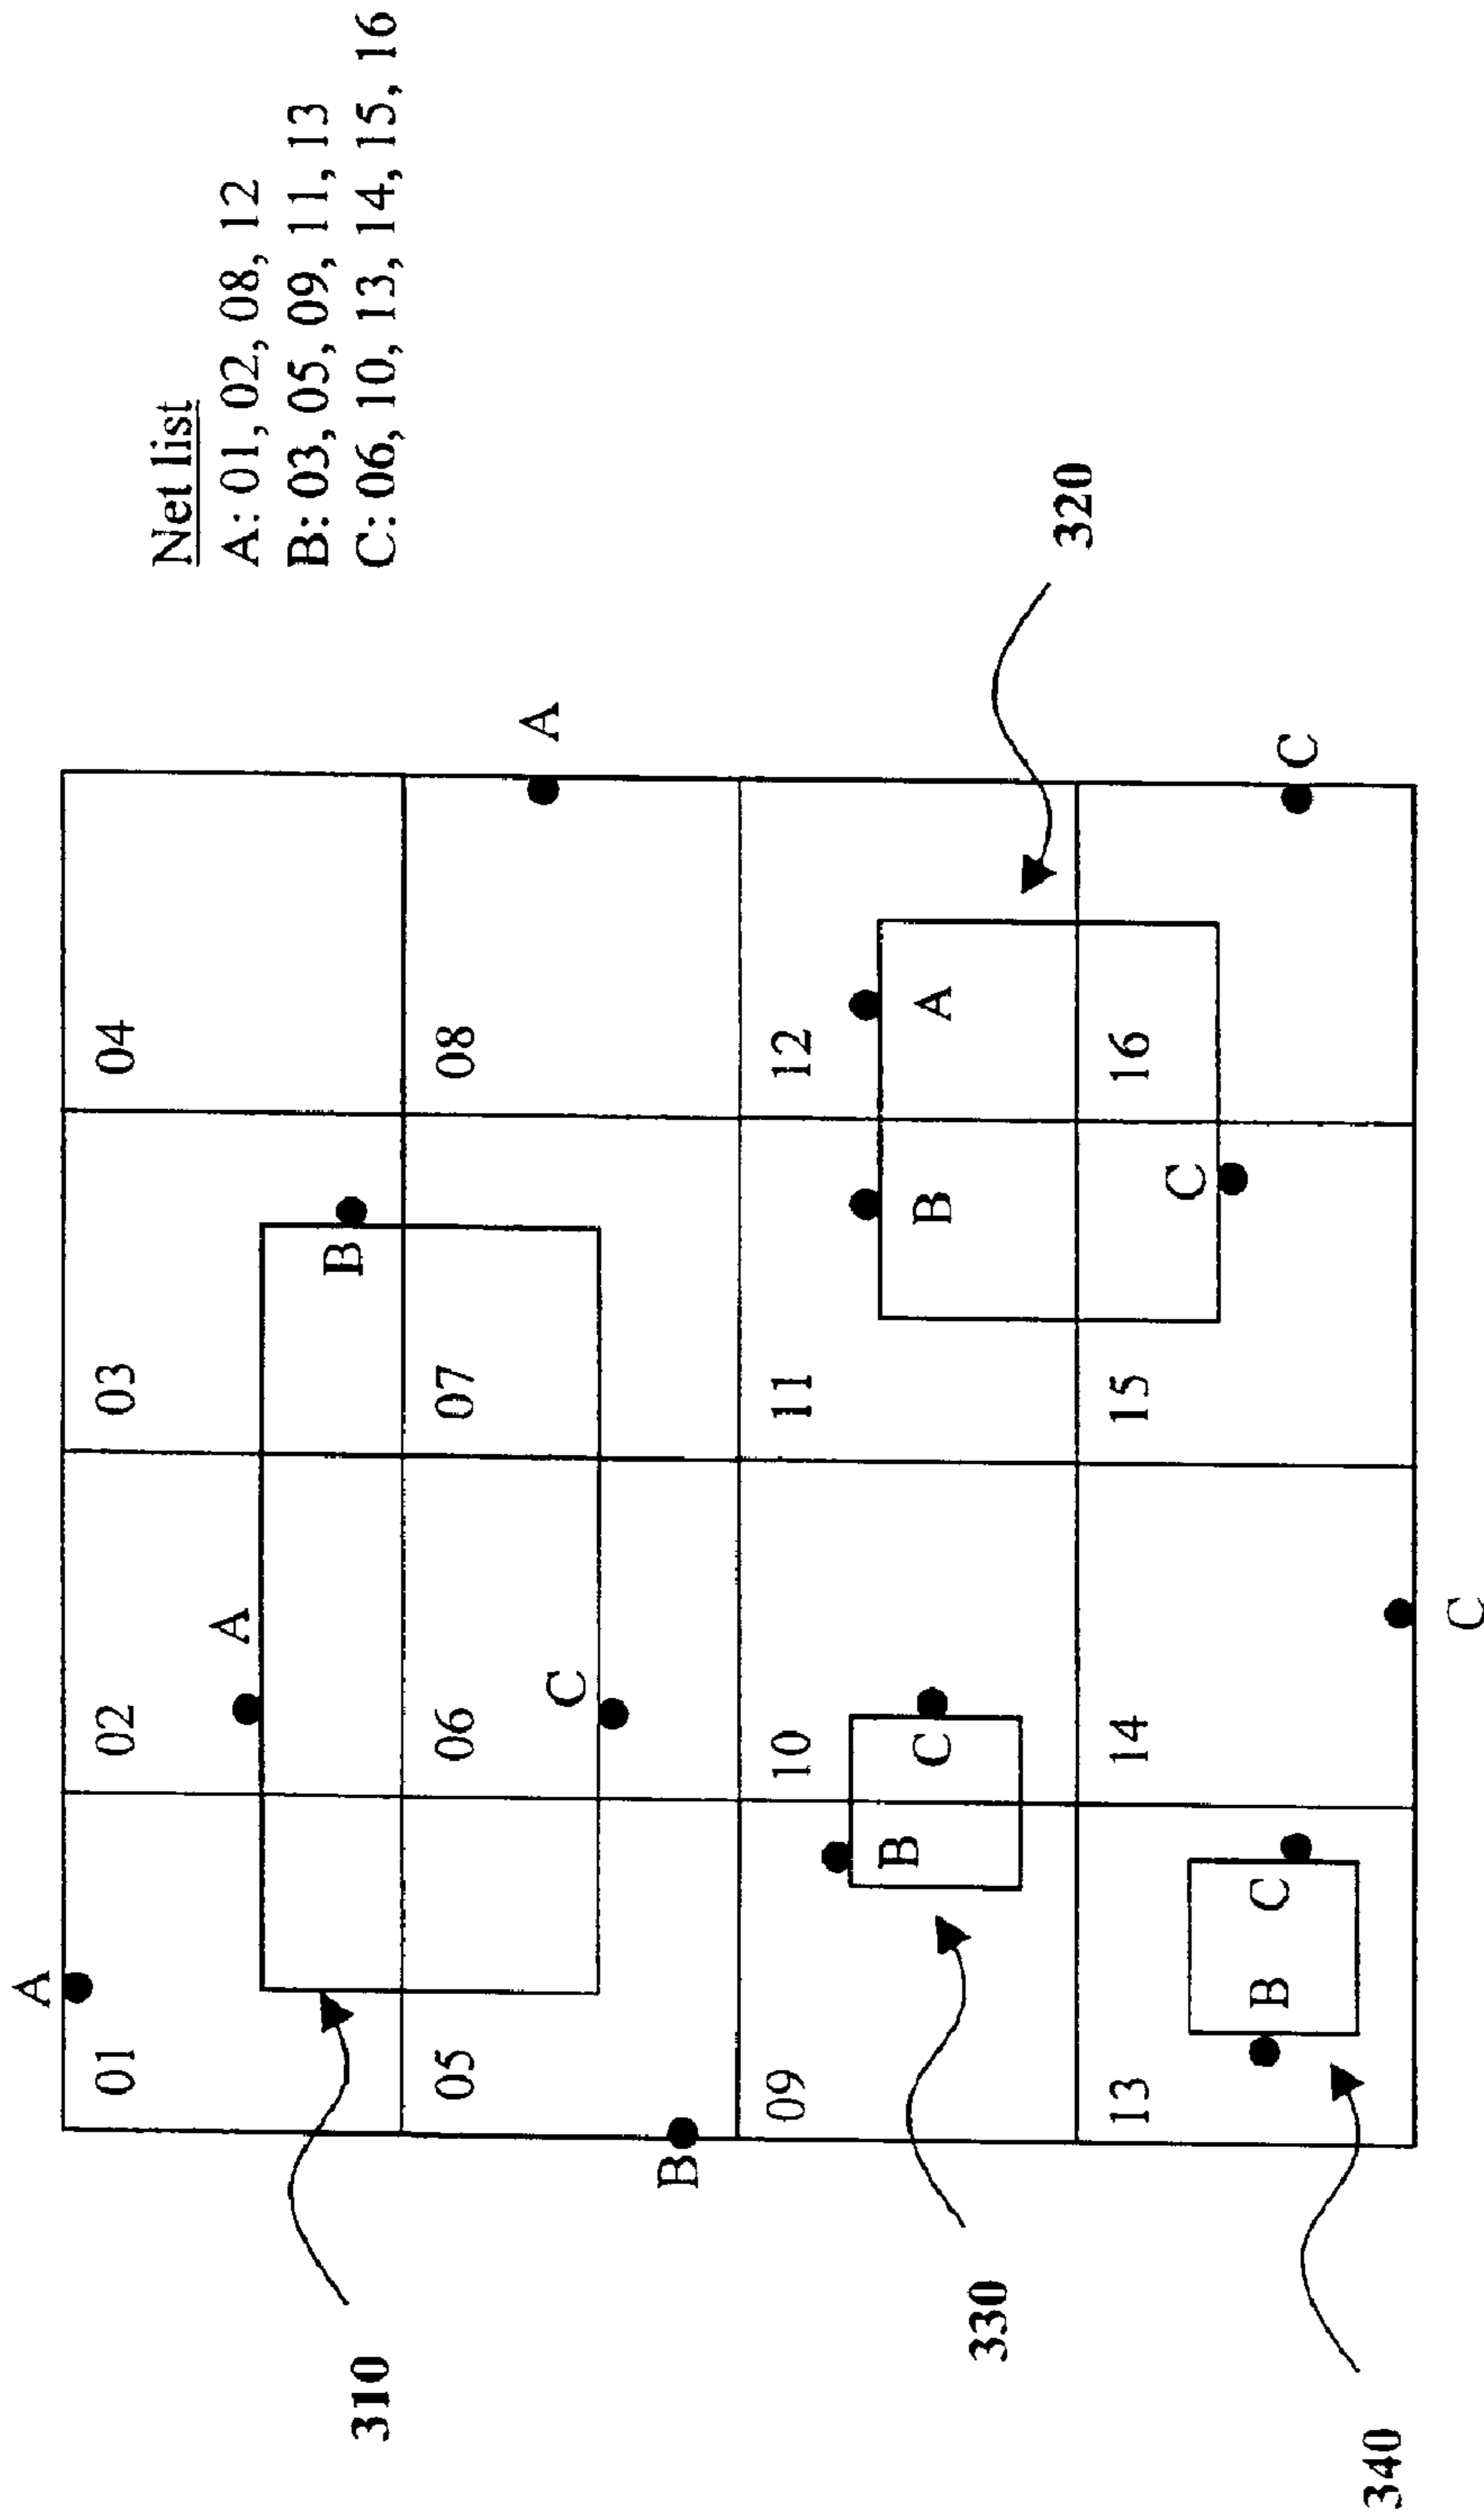 Net list
A: 01, 02, 08, 12
B: 03, 05, 09, 11, 13
C: 06, 10, 13, 14, 15, 16
A
01 02 03 04
A
B
310
05 06 07 08
A
C
B
09 10 11 12
B C B A
330
320
13 14 15 16
C
B C
C
340
C